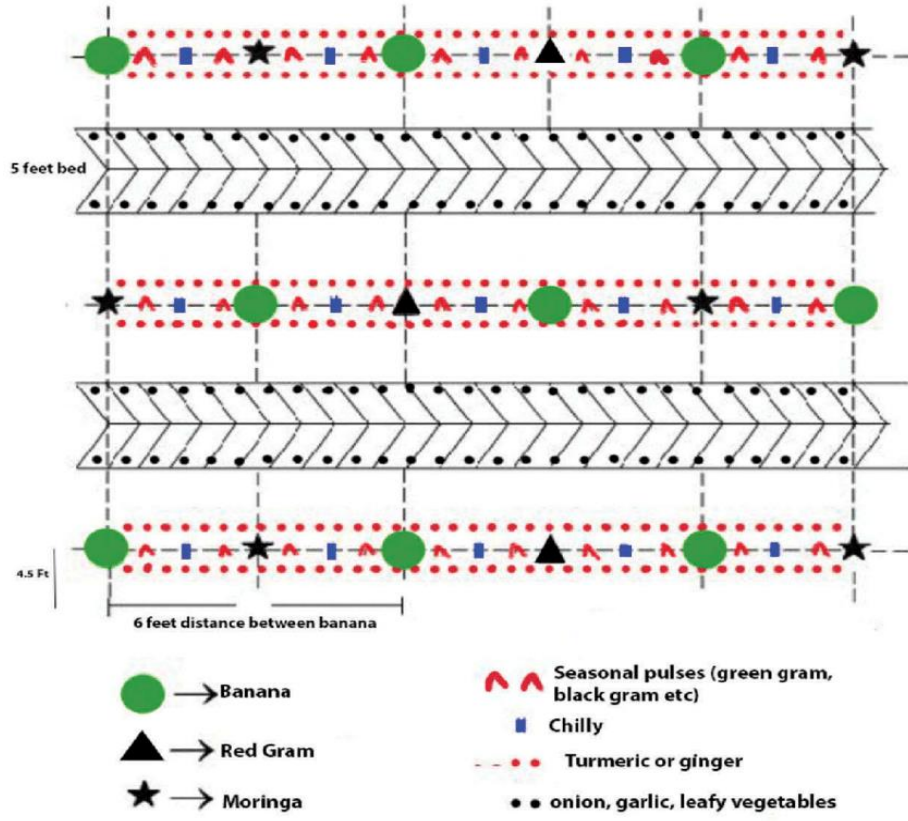 5 feet bed
4.5 Ft
6 feet distance between banana
Banana
Red Gram
Moringa
Seasonal pulses (green gram,
black gram etc)
Chilly
Turmeric or ginger
onion, garlic, leafy vegetables